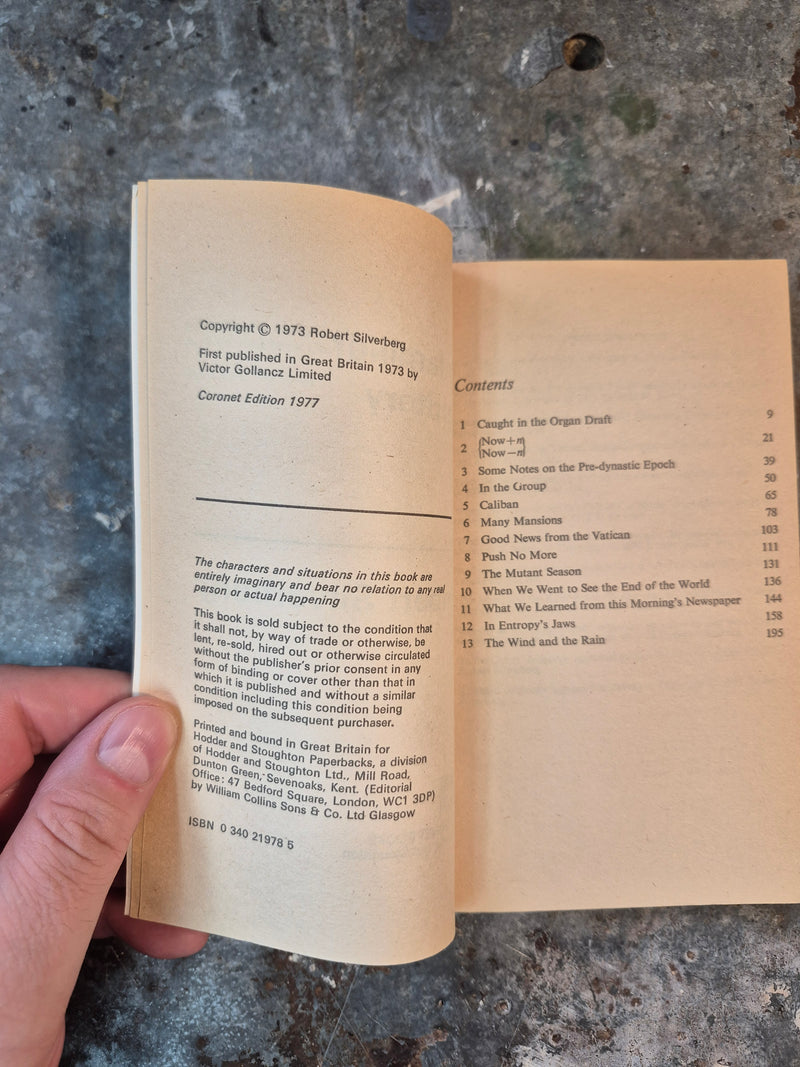 Copyright © 1973 Robert Silverberg
First published in Great Britain 1973 by
Victor Gollancz Limited
Coronet Edition 1977
The characters and situations in this book are
entirely imaginary and bear no relation to any real
person or actual happening
This book is sold subject to the condition that
it shall not, by way of trade or otherwise, be
lent, re-sold, hired out or otherwise circulated
without the publisher's prior consent in any
form of binding or cover other than that in
which it is published and without a similar
condition including this condition being
imposed on the subsequent purchaser.
Printed and bound in Great Britain for
Hodder and Stoughton Paperbacks, a division
of Hodder and Stoughton Ltd., Mill Road,
Dunton Green, Sevenoaks, Kent. (Editorial
Office: 47 Bedford Square, London, WC1 3DP)
by William Collins Sons & Co. Ltd Glasgow
ISBN 0 340 21978 5
Contents
1 Caught in the Organ Draft 9
2 (Now+n 21
Now−n)
3 Some Notes on the Pre-dynastic Epoch 39
4 In the Group 50
5 Caliban 65
6 Many Mansions 78
7 Good News from the Vatican 103
8 Push No More 111
9 The Mutant Season 131
10 When We Went to See the End of the World 136
11 What We Learned from this Morning's Newspaper 144
12 In Entropy's Jaws 158
13 The Wind and the Rain 195